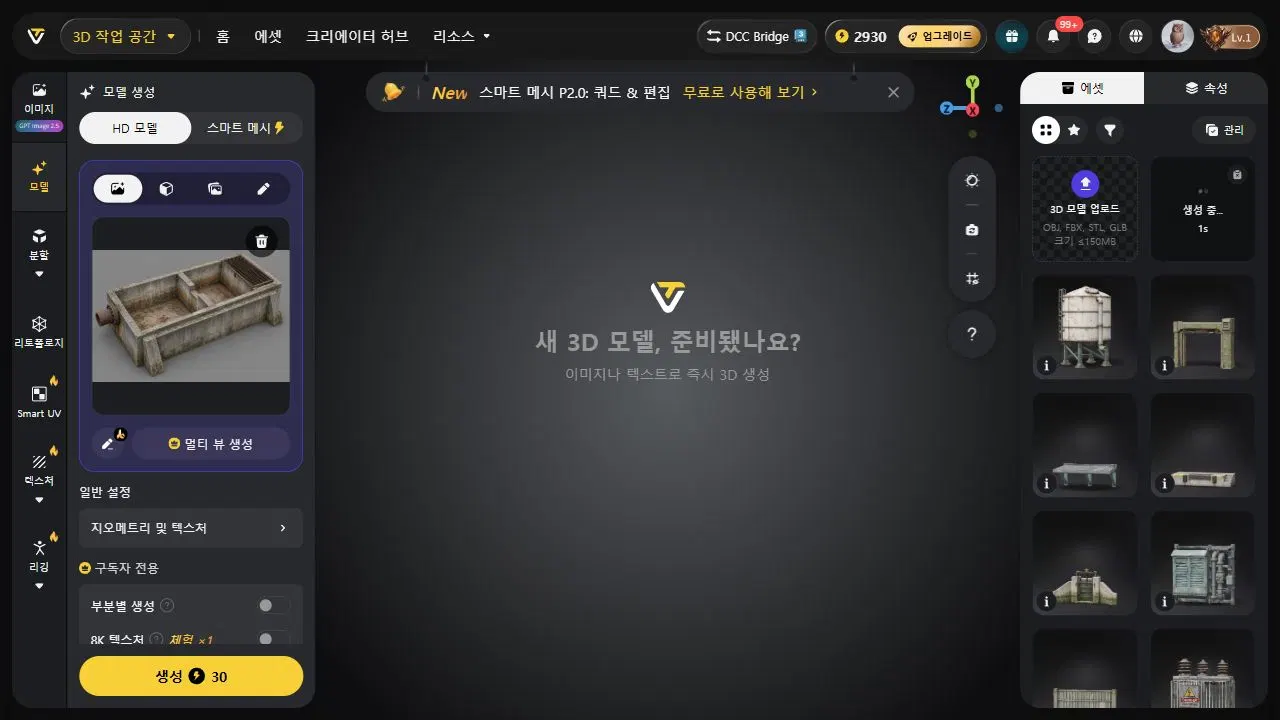 3D 작업 공간
홈
에셋
크리에이터 허브
리소스
DCC Bridge
2930
업그레이드
99+
Lv.1
이미지
GPT Image 2.5
모델
분할
리토폴로지
Smart UV
텍스처
리깅
모델 생성
HD 모델
스마트 메시
멀티 뷰 생성
일반 설정
지오메트리 및 텍스처
구독자 전용
부분별 생성
8K 텍스처
체험 ×1
생성 30
New 스마트 메시 P2.0: 쿼드 & 편집 무료로 사용해 보기
Y
Z
X
?
새 3D 모델, 준비됐나요?
이미지나 텍스트로 즉시 3D 생성
에셋
속성
관리
3D 모델 업로드
OBJ, FBX, STL, GLB
크기 ≤150MB
생성 중...
1s